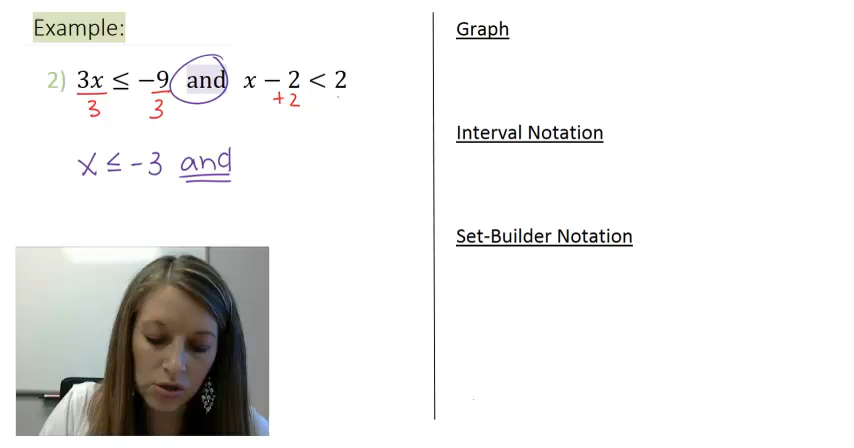 Example:
2) 3x ≤ −9 and x − 2 < 2
3 3 +2
x ≤ -3 and
Graph
Interval Notation
Set-Builder Notation